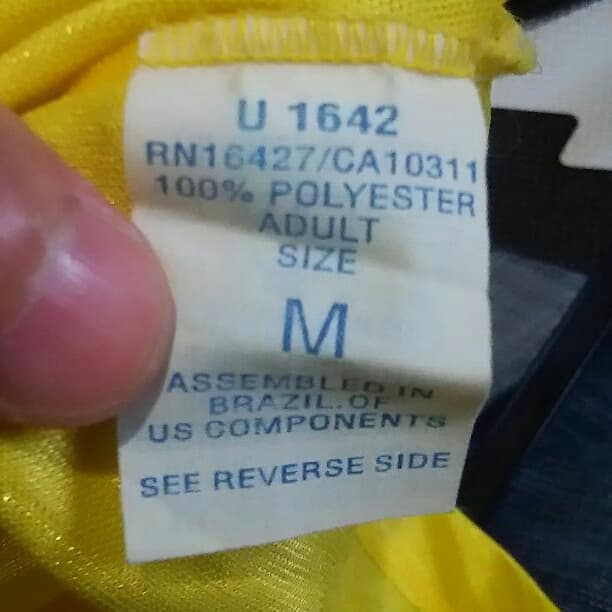 U 1642
RN16427/CA10311
100% POLYESTER
ADULT
SIZE
M
ASSEMBLED IN
BRAZIL.OF
US COMPONENTS
SEE REVERSE SIDE